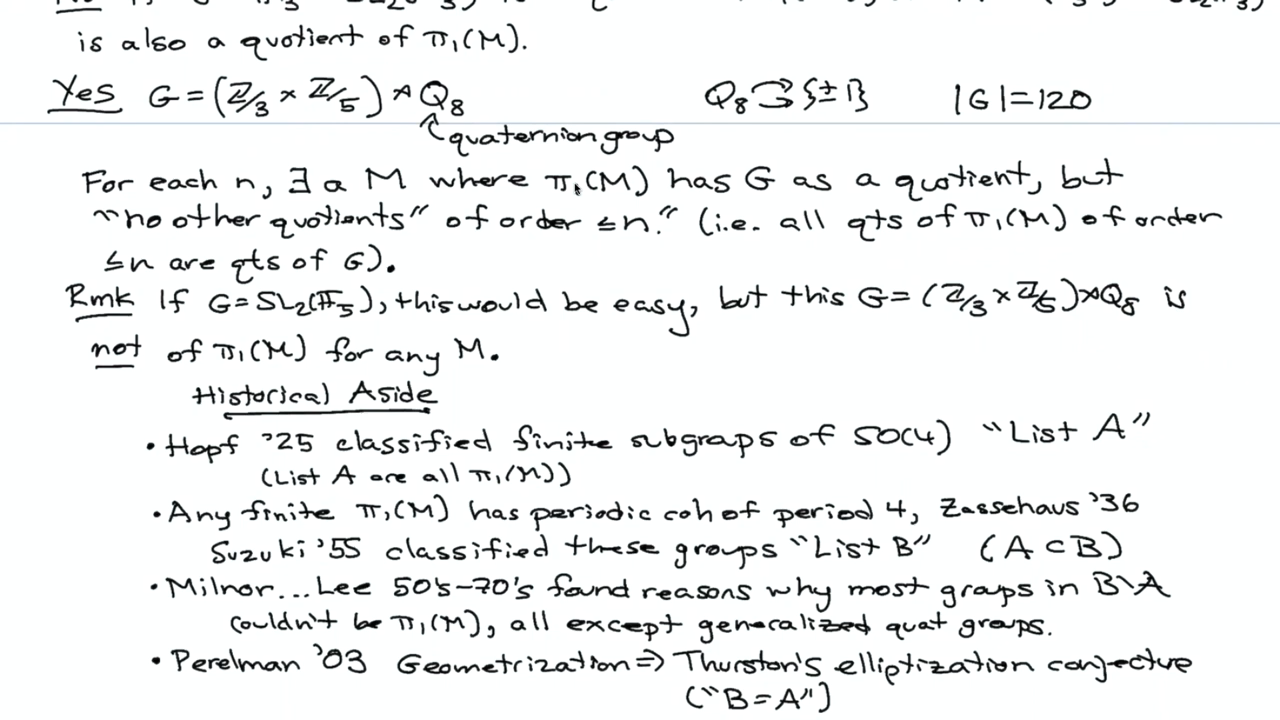 is also a quotient of π₁(M).
Yes G = (ℤ/3 × ℤ/5) ⋊ Q₈ Q₈ ↷ {±1} |G|=120
quaternion group
For each n, ∃ a M where π₁(M) has G as a quotient, but
"no other quotients" of order ≤n." (i.e. all qts of π₁(M) of order
≤n are qts of G).
Rmk If G = SL₂(𝔽₅), this would be easy, but this G = (ℤ/3 × ℤ/5) ⋊ Q₈ is
not of π₁(M) for any M.
Historical Aside
• Hopf '25 classified finite subgraps of SO(4) "List A"
(List A are all π₁(M))
• Any finite π₁(M) has periodic coh of period 4, Zassehaus '36
Suzuki '55 classified these groups "List B" (A ⊂ B)
• Milnor...Lee 50's-70's found reasons why most graps in B\A
couldn't be π₁(M), all except generalized quat graps.
• Perelman '03 Geometrization ⇒ Thurston's elliptization conjective
("B = A")